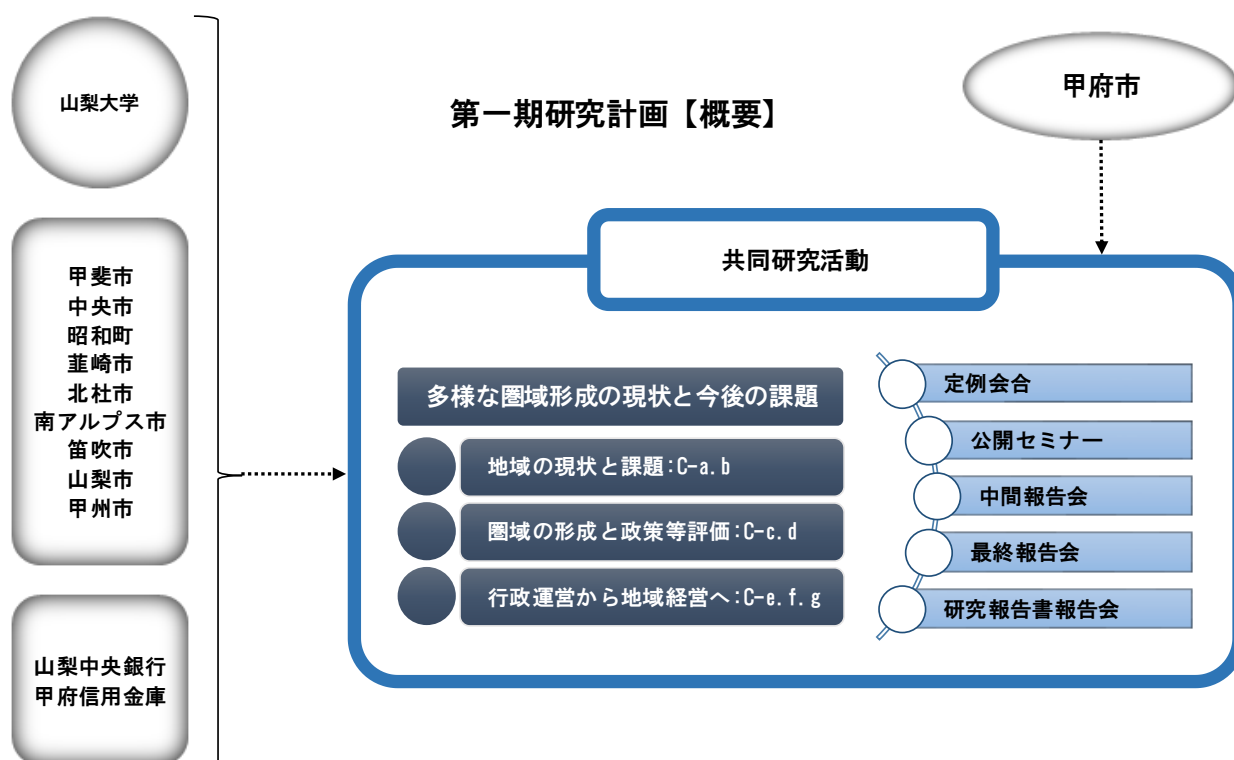 第一期研究計画【概要】
山梨大学
甲斐市
中央市
昭和町
韮崎市
北杜市
南アルプス市
笛吹市
山梨市
甲州市
山梨中央銀行
甲府信用金庫
甲府市
共同研究活動
多様な圏域形成の現状と今後の課題
地域の現状と課題:C-a.b
圏域の形成と政策等評価:C-c.d
行政運営から地域経営へ:C-e.f.g
定例会合
公開セミナー
中間報告会
最終報告会
研究報告書報告会